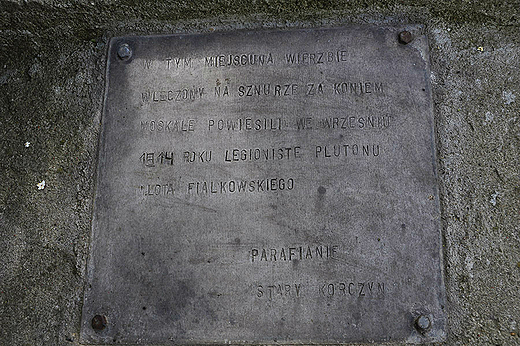 W TYM MIEJSCU NA WIERZBIE
WLECZONY NA SZNURZE ZA KONIEM
MOSKALE POWIESILI WE WRZEŚNIU
1914 ROKU LEGIONISTE PLUTONU
FIAŁKOWSKIEGO
PARAFIANIE
STARY KORCZYN